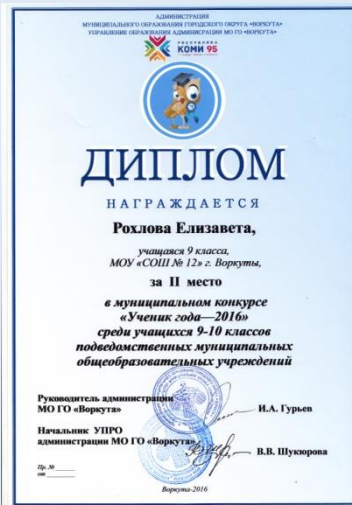 АДМИНИСТРАЦИЯ
МУНИЦИПАЛЬНОГО ОБРАЗОВАНИЯ ГОРОДСКОГО ОКРУГА «ВОРКУТА»
УПРАВЛЕНИЕ ОБРАЗОВАНИЯ АДМИНИСТРАЦИИ МО ГО «ВОРКУТА»
РЕСПУБЛИКА
КОМИ 95
ДИПЛОМ
НАГРАЖДАЕТСЯ
Рохлова Елизавета,
учащаяся 9 класса,
МОУ «СОШ № 12» г. Воркуты,
за II место
в муниципальном конкурсе
«Ученик года—2016»
среди учащихся 9-10 классов
подведомственных муниципальных
общеобразовательных учреждений
Руководитель администрации
МО ГО «Воркута»
И.А. Гурьев
Начальник УПРО
администрации МО ГО «Воркута»
В.В. Шукюрова
Пр. №
от
Воркута-2016